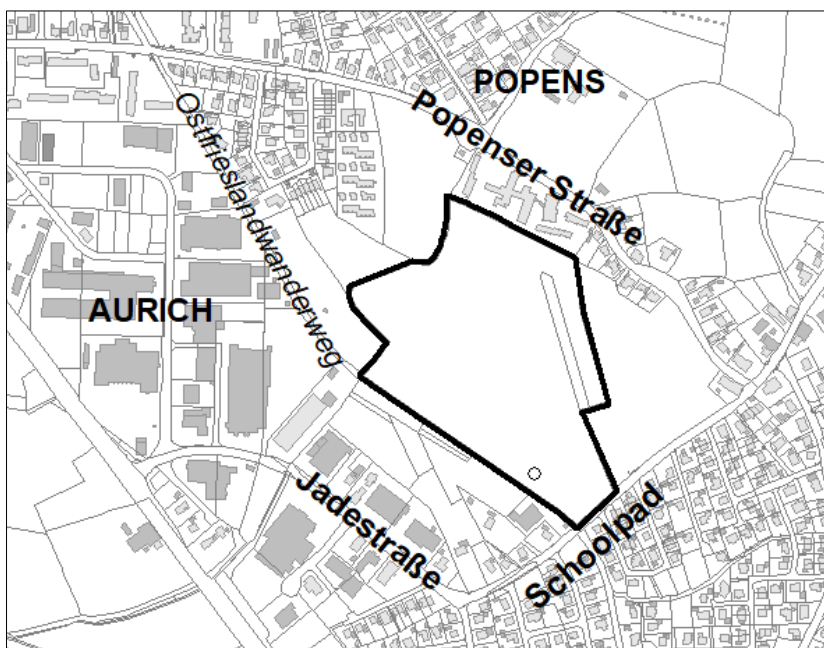 POPENS
Popenser Straße
Ostfrieslandwanderweg
AURICH
Jadestraße
Schoolpad